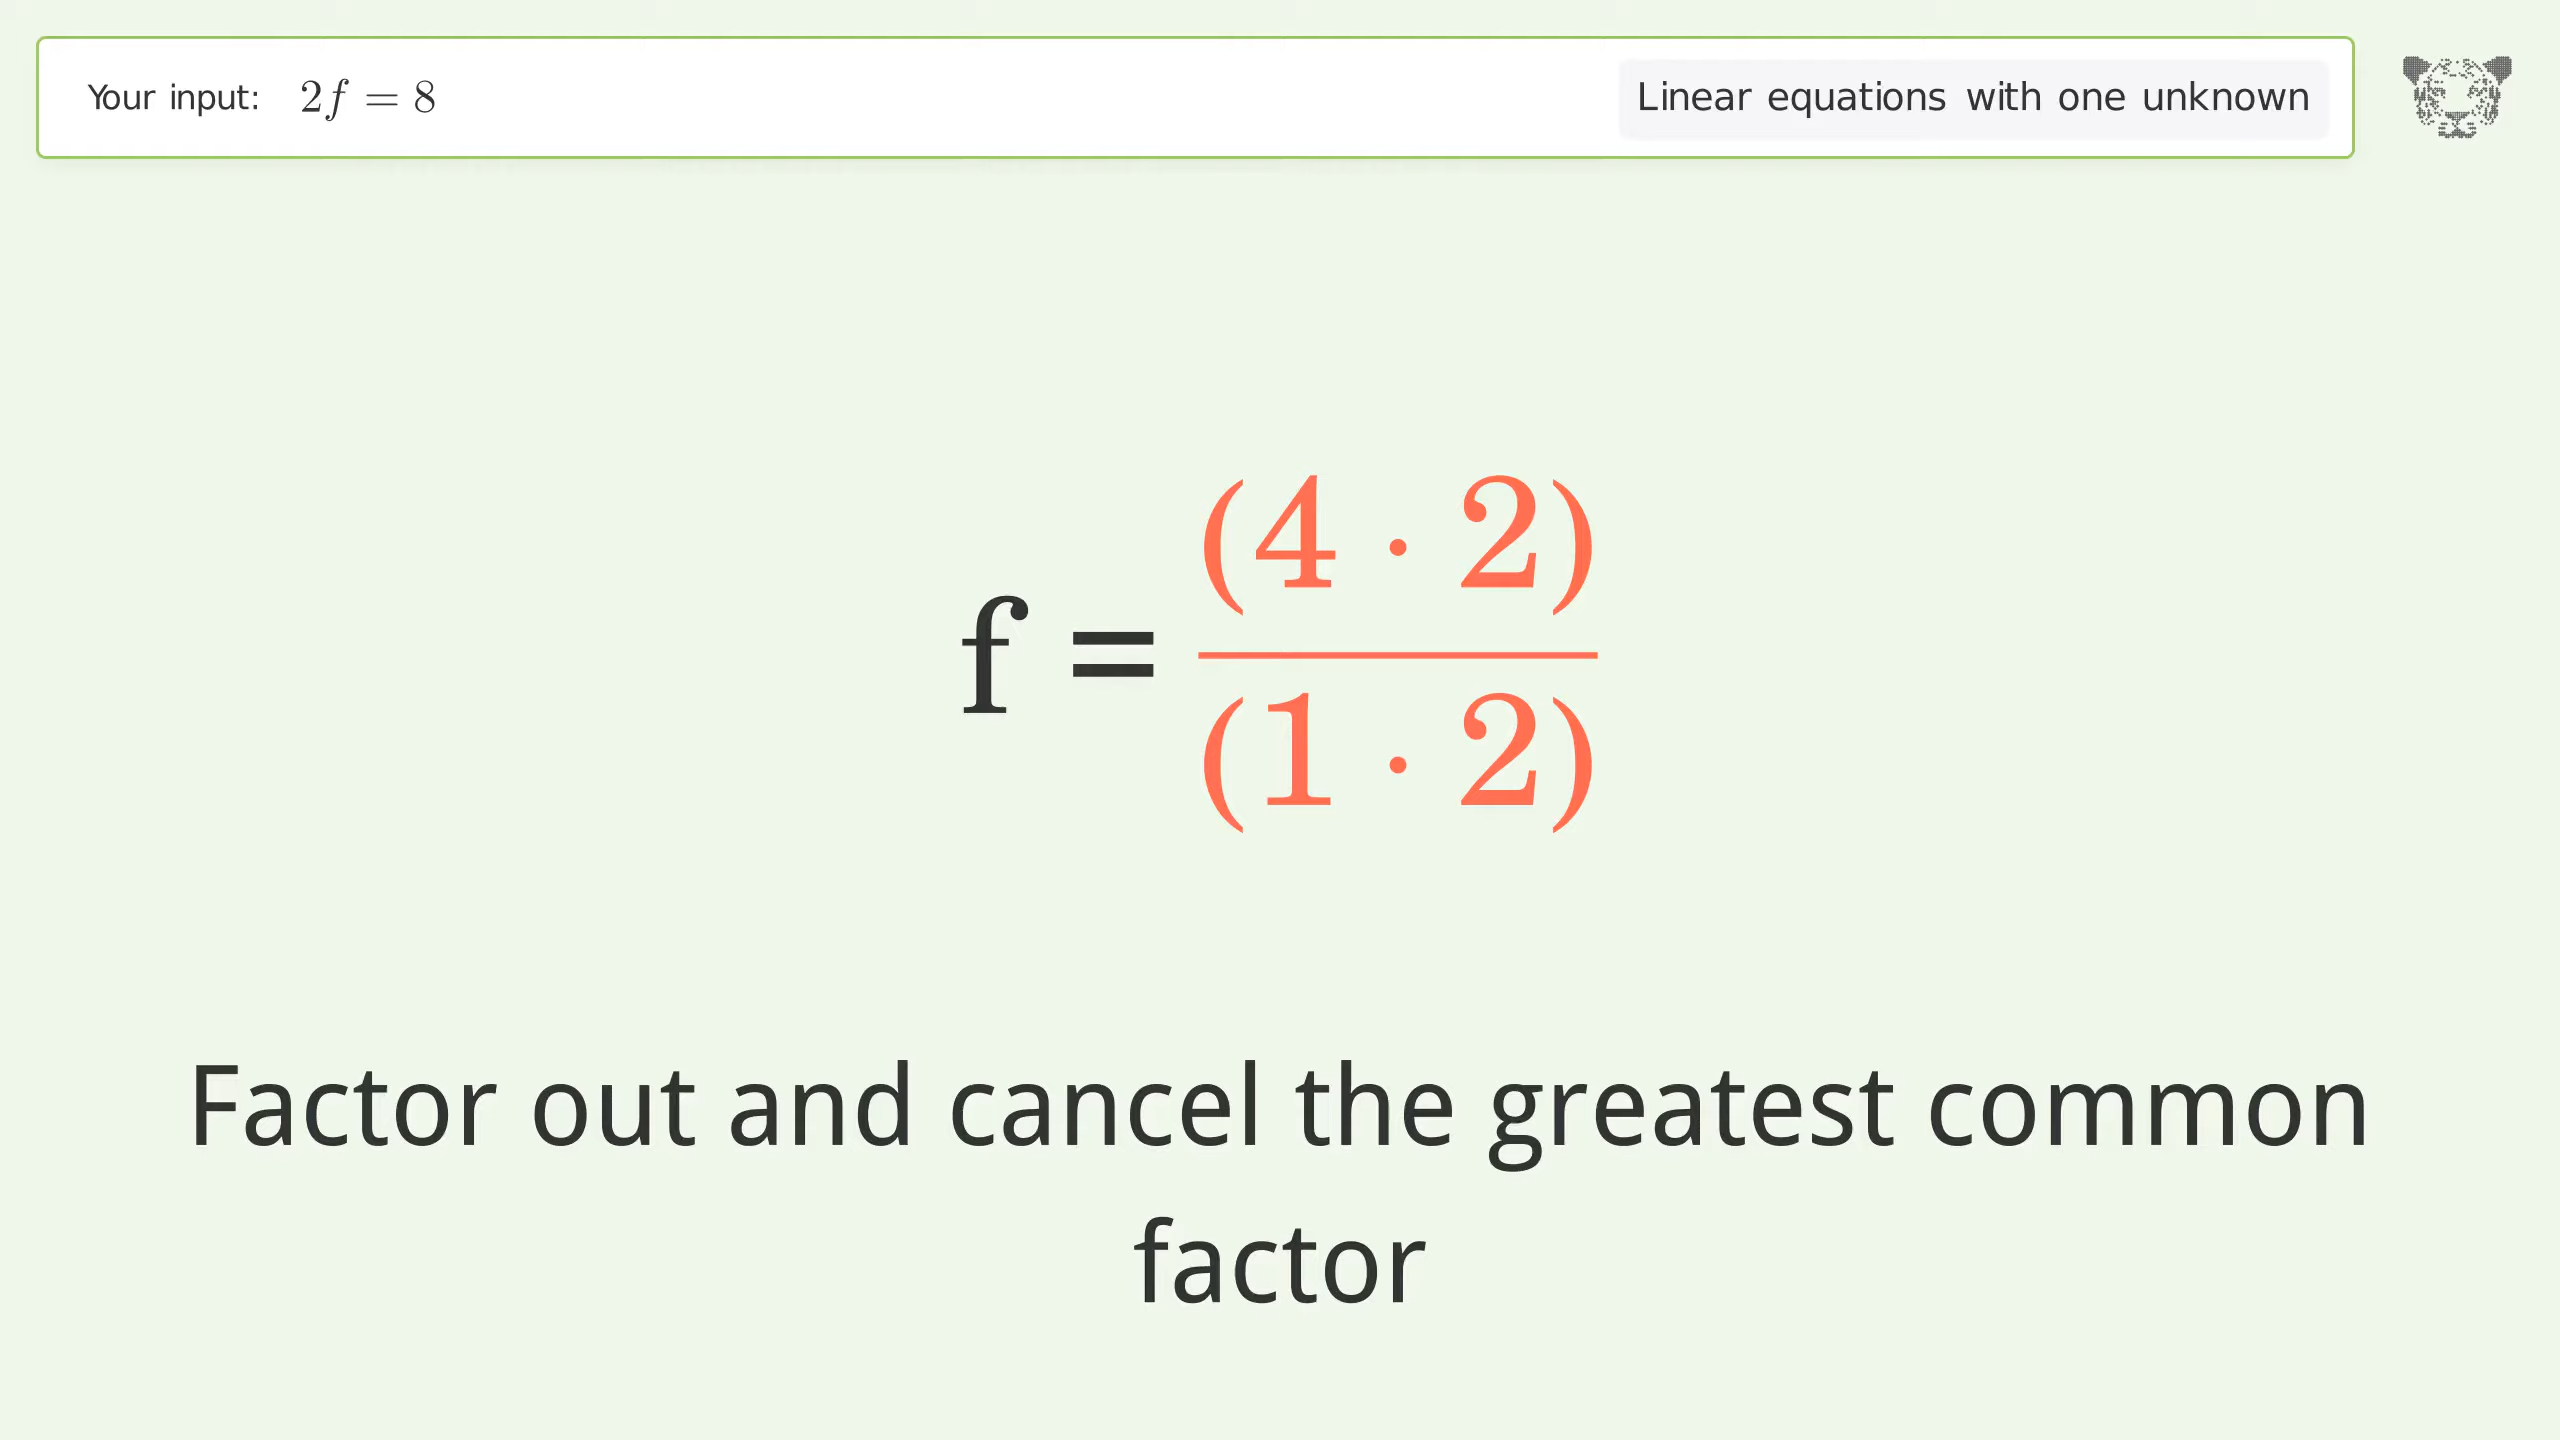 Your input: 2f = 8
Linear equations with one unknown
f = (4 · 2) / (1 · 2)
Factor out and cancel the greatest common
factor